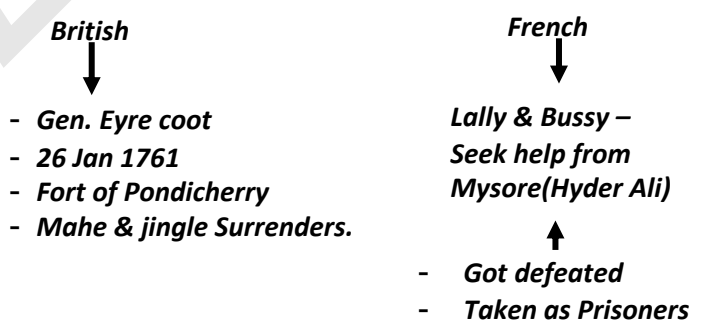 British
- Gen. Eyre coot
- 26 Jan 1761
- Fort of Pondicherry
- Mahe & jingle Surrenders.
French
Lally & Bussy –
Seek help from
Mysore(Hyder Ali)
- Got defeated
- Taken as Prisoners